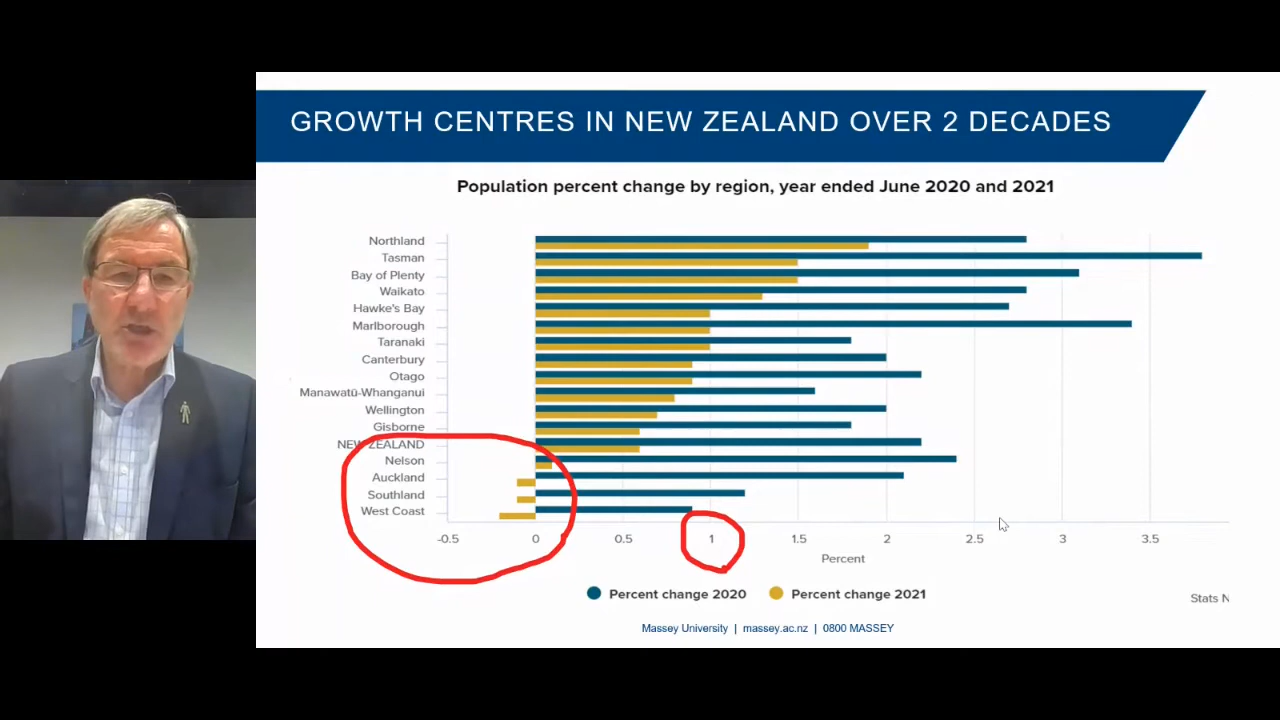 GROWTH CENTRES IN NEW ZEALAND OVER 2 DECADES
Population percent change by region, year ended June 2020 and 2021
Northland
Tasman
Bay of Plenty
Waikato
Hawke's Bay
Marlborough
Taranaki
Canterbury
Otago
Manawatū-Whanganui
Wellington
Gisborne
NEW ZEALAND
Nelson
Auckland
Southland
West Coast
-0.5 0 0.5 1 1.5 2 2.5 3 3.5
Percent
Percent change 2020 Percent change 2021
Stats N
Massey University | massey.ac.nz | 0800 MASSEY